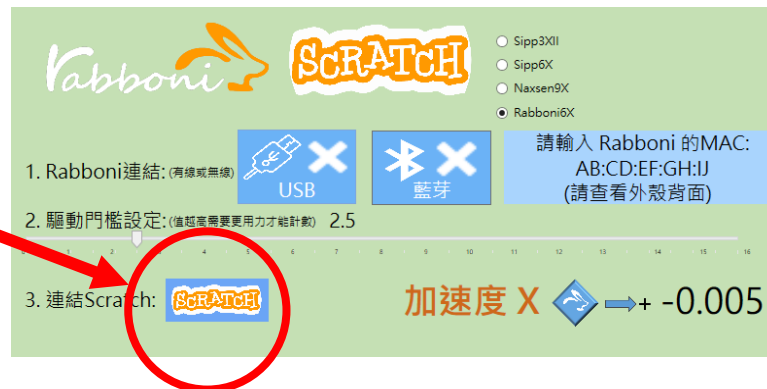 rabboni
SCRATCH
Sipp3XII
Sipp6X
Naxsen9X
Rabboni6X
1. Rabboni連結: (有線或無線)
USB
藍芽
請輸入 Rabboni 的MAC:
AB:CD:EF:GH:IJ
(請查看外殼背面)
2. 驅動門檻設定: (值越高需要更用力才能計數) 2.5
1 2 3 4 5 6 7 8 9 10 11 12 13 14 15 16
3. 連結Scratch: SCRATCH
加速度 X + -0.005